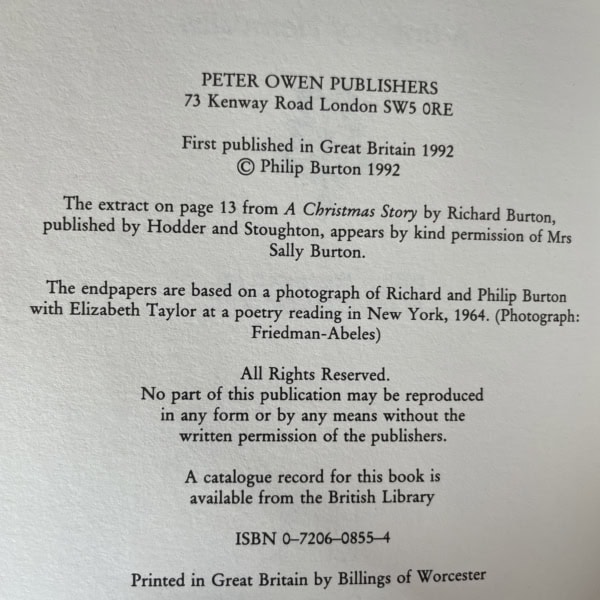 PETER OWEN PUBLISHERS
73 Kenway Road London SW5 0RE
First published in Great Britain 1992
© Philip Burton 1992
The extract on page 13 from A Christmas Story by Richard Burton,
published by Hodder and Stoughton, appears by kind permission of Mrs
Sally Burton.
The endpapers are based on a photograph of Richard and Philip Burton
with Elizabeth Taylor at a poetry reading in New York, 1964. (Photograph:
Friedman-Abeles)
All Rights Reserved.
No part of this publication may be reproduced
in any form or by any means without the
written permission of the publishers.
A catalogue record for this book is
available from the British Library
ISBN 0–7206–0855–4
Printed in Great Britain by Billings of Worcester